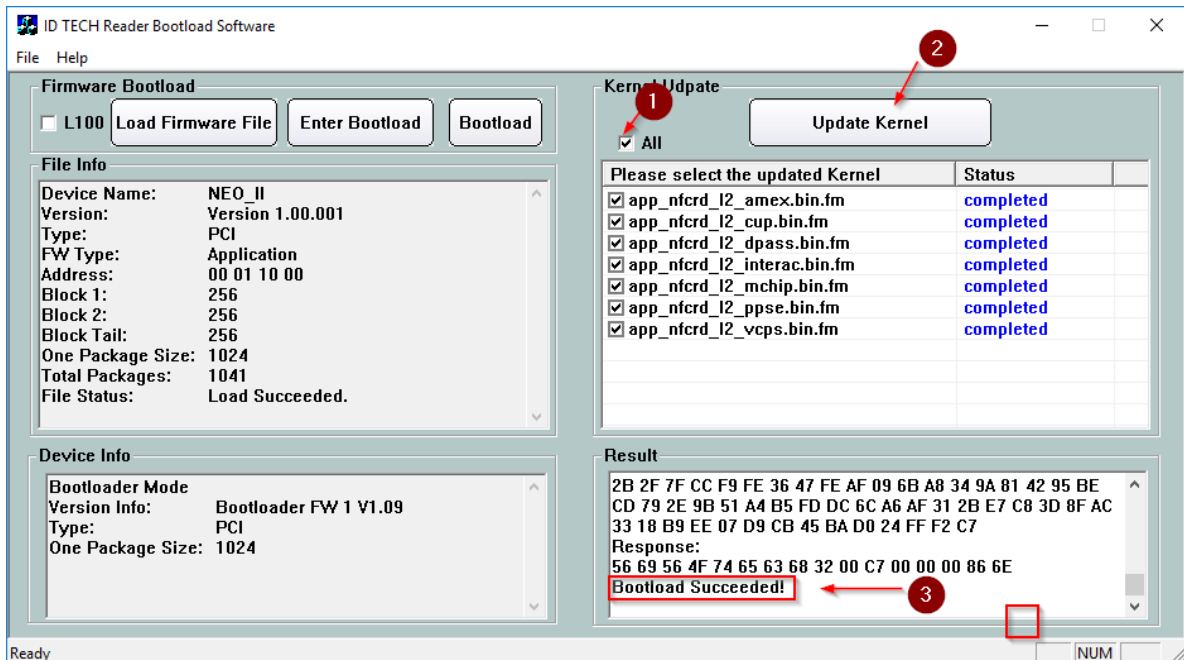 ID TECH Reader Bootload Software
File Help
Firmware Bootload
L100 Load Firmware File Enter Bootload Bootload
File Info
Device Name: NEO_II
Version: Version 1.00.001
Type: PCI
FW Type: Application
Address: 00 01 10 00
Block 1: 256
Block 2: 256
Block Tail: 256
One Package Size: 1024
Total Packages: 1041
File Status: Load Succeeded.
Device Info
Bootloader Mode
Version Info: Bootloader FW 1 V1.09
Type: PCI
One Package Size: 1024
Kernel Udpate
1
2
All
Update Kernel
Please select the updated Kernel Status
app_nfcrd_l2_amex.bin.fm completed
app_nfcrd_l2_cup.bin.fm completed
app_nfcrd_l2_dpass.bin.fm completed
app_nfcrd_l2_interac.bin.fm completed
app_nfcrd_l2_mchip.bin.fm completed
app_nfcrd_l2_ppse.bin.fm completed
app_nfcrd_l2_vcps.bin.fm completed
Result
2B 2F 7F CC F9 FE 36 47 FE AF 09 6B A8 34 9A 81 42 95 BE
CD 79 2E 9B 51 A4 B5 FD DC 6C A6 AF 31 2B E7 C8 3D 8F AC
33 18 B9 EE 07 D9 CB 45 BA D0 24 FF F2 C7
Response:
56 69 56 4F 74 65 63 68 32 00 C7 00 00 00 86 6E
Bootload Succeeded!
3
Ready
NUM